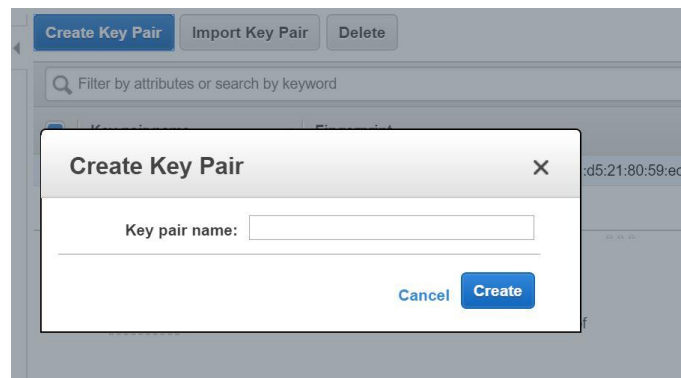 Create Key Pair Import Key Pair Delete
Filter by attributes or search by keyword
Create Key Pair
:d5:21:80:59:ec
Key pair name:
Cancel Create